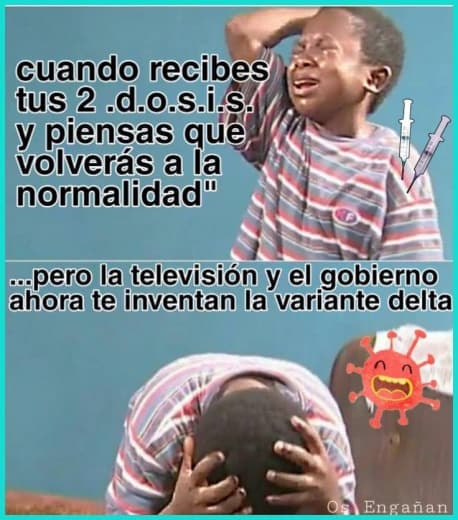 cuando recibes
tus 2 .d.o.s.i.s.
y piensas que
volverás a la
normalidad"
...pero la televisión y el gobierno
ahora te inventan la variante delta
Os Engañan